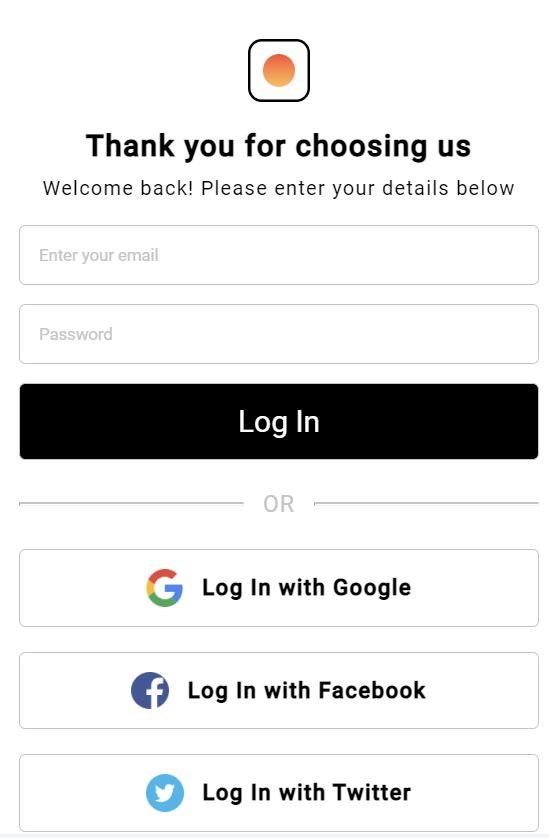 Thank you for choosing us
Welcome back! Please enter your details below
Enter your email
Password
Log In
OR
Log In with Google
Log In with Facebook
Log In with Twitter